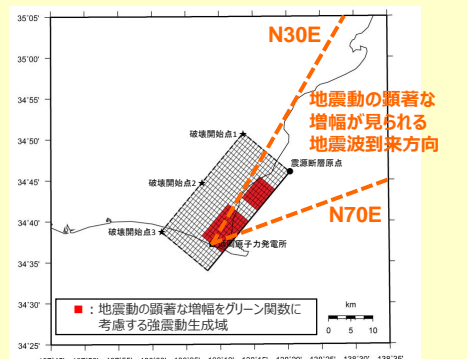 35˚05'
35˚00'
34˚55'
34˚50'
34˚45'
34˚40'
34˚35'
34˚30'
34˚25'
N30E
地震動の顕著な
増幅が見られる
地震波到来方向
破壊開始点1
震源断層原点
破壊開始点2
N70E
破壊開始点3
原子力発電所
■：地震動の顕著な増幅をグリーン関数に
考慮する強震動生成域
km
0 5 10